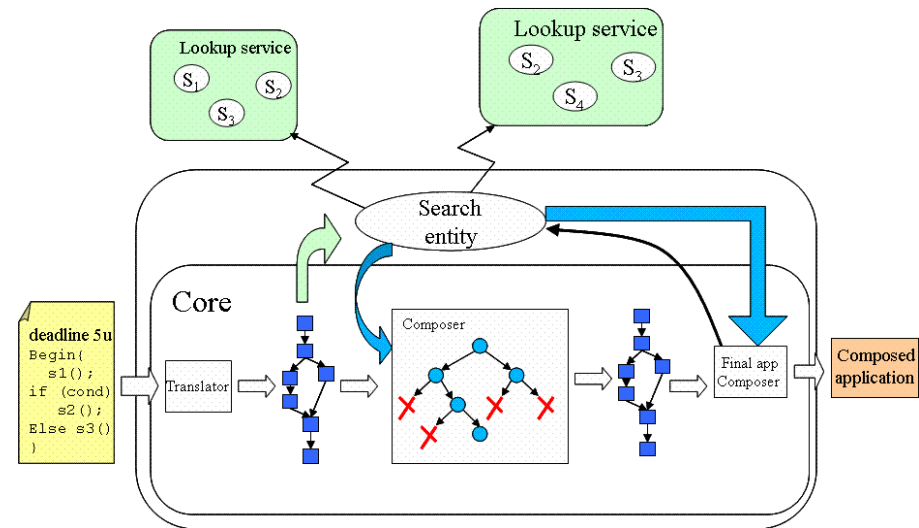 Lookup service
S1
S2
S3
Lookup service
S2
S3
S4
Search
entity
Core
deadline 5u
Begin{
s1();
if (cond)
s2();
Else s3()
}
Translator
Composer
Final app
Composer
Composed
application